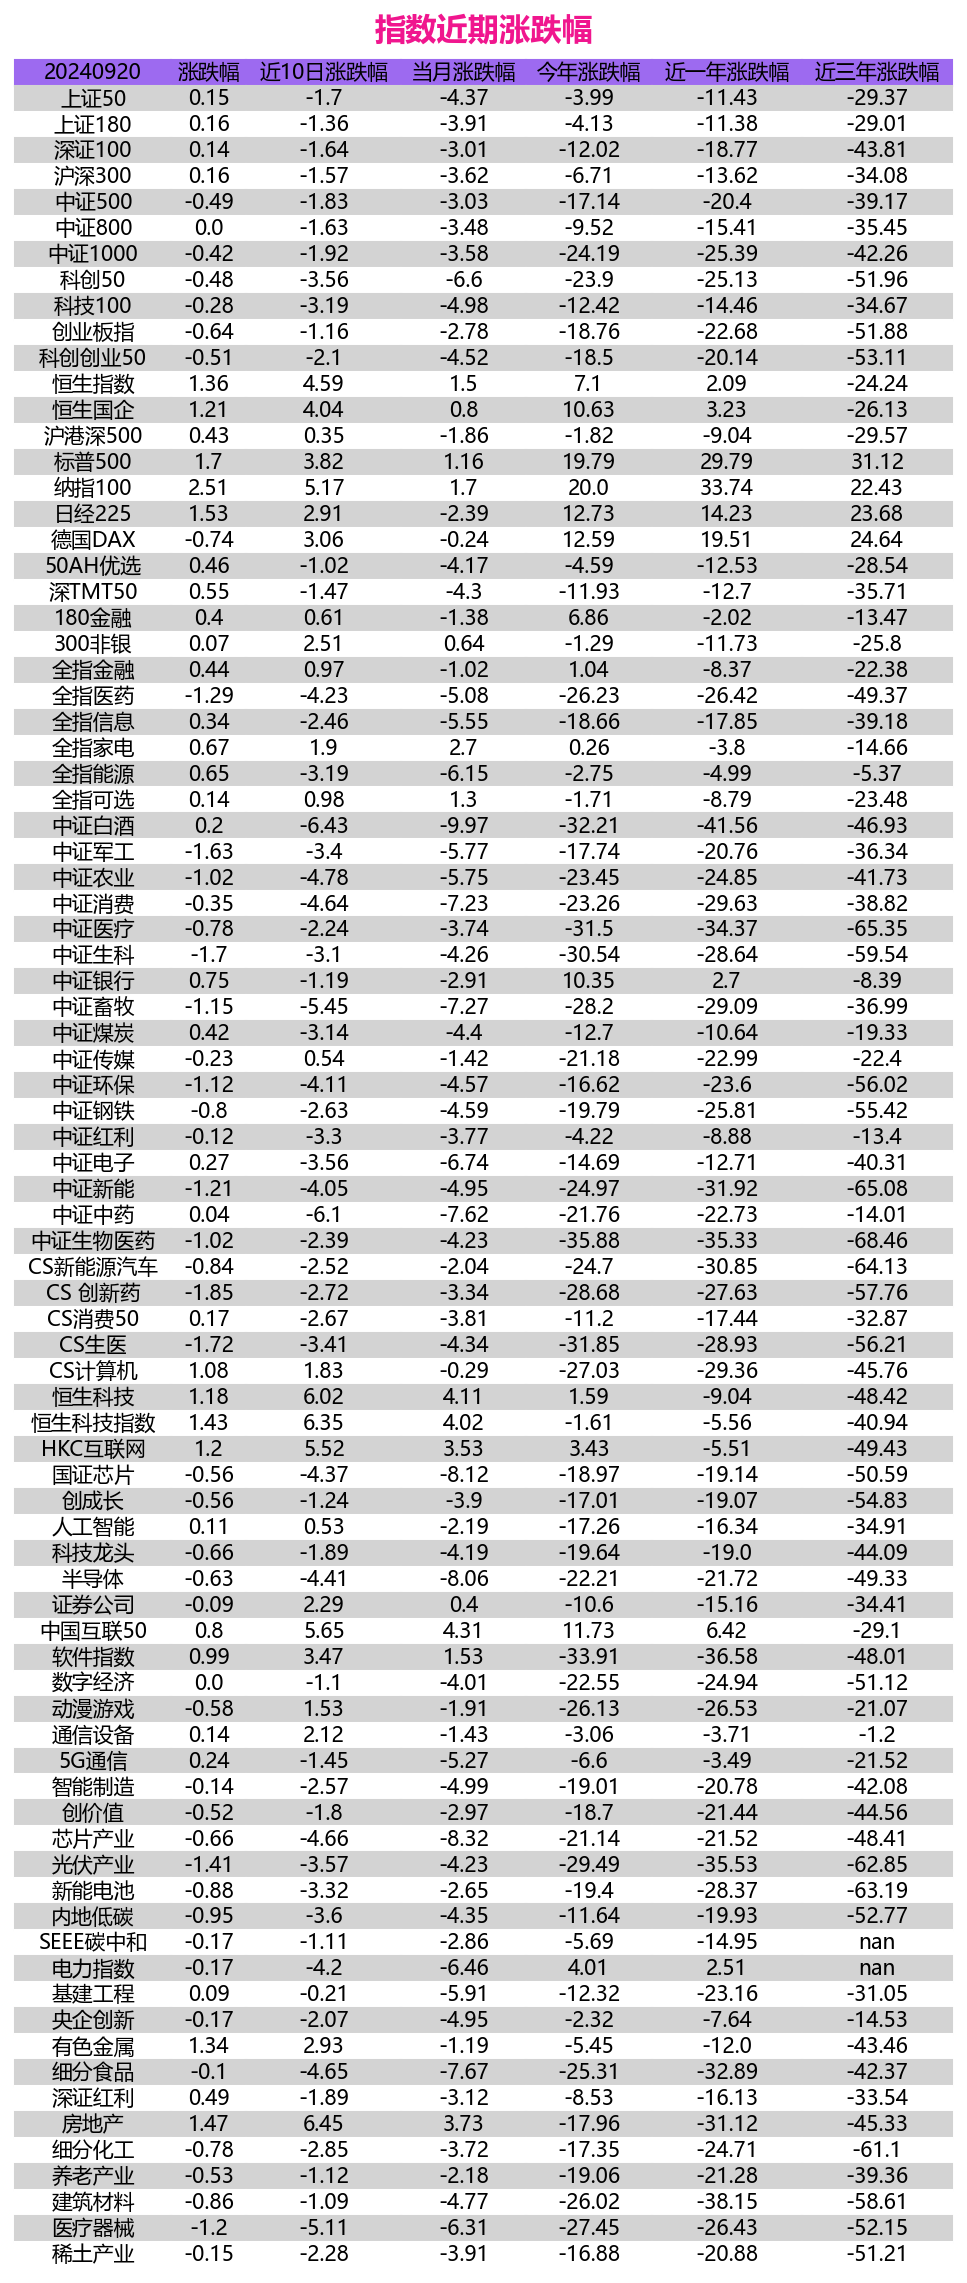 指数近期涨跌幅
20240920 涨跌幅 近10日涨跌幅 当月涨跌幅 今年涨跌幅 近一年涨跌幅 近三年涨跌幅
上证50 0.15 -1.7 -4.37 -3.99 -11.43 -29.37
上证180 0.16 -1.36 -3.91 -4.13 -11.38 -29.01
深证100 0.14 -1.64 -3.01 -12.02 -18.77 -43.81
沪深300 0.16 -1.57 -3.62 -6.71 -13.62 -34.08
中证500 -0.49 -1.83 -3.03 -17.14 -20.4 -39.17
中证800 0.0 -1.63 -3.48 -9.52 -15.41 -35.45
中证1000 -0.42 -1.92 -3.58 -24.19 -25.39 -42.26
科创50 -0.48 -3.56 -6.6 -23.9 -25.13 -51.96
科技100 -0.28 -3.19 -4.98 -12.42 -14.46 -34.67
创业板指 -0.64 -1.16 -2.78 -18.76 -22.68 -51.88
科创创业50 -0.51 -2.1 -4.52 -18.5 -20.14 -53.11
恒生指数 1.36 4.59 1.5 7.1 2.09 -24.24
恒生国企 1.21 4.04 0.8 10.63 3.23 -26.13
沪港深500 0.43 0.35 -1.86 -1.82 -9.04 -29.57
标普500 1.7 3.82 1.16 19.79 29.79 31.12
纳指100 2.51 5.17 1.7 20.0 33.74 22.43
日经225 1.53 2.91 -2.39 12.73 14.23 23.68
德国DAX -0.74 3.06 -0.24 12.59 19.51 24.64
50AH优选 0.46 -1.02 -4.17 -4.59 -12.53 -28.54
深TMT50 0.55 -1.47 -4.3 -11.93 -12.7 -35.71
180金融 0.4 0.61 -1.38 6.86 -2.02 -13.47
300非银 0.07 2.51 0.64 -1.29 -11.73 -25.8
全指金融 0.44 0.97 -1.02 1.04 -8.37 -22.38
全指医药 -1.29 -4.23 -5.08 -26.23 -26.42 -49.37
全指信息 0.34 -2.46 -5.55 -18.66 -17.85 -39.18
全指家电 0.67 1.9 2.7 0.26 -3.8 -14.66
全指能源 0.65 -3.19 -6.15 -2.75 -4.99 -5.37
全指可选 0.14 0.98 1.3 -1.71 -8.79 -23.48
中证白酒 0.2 -6.43 -9.97 -32.21 -41.56 -46.93
中证军工 -1.63 -3.4 -5.77 -17.74 -20.76 -36.34
中证农业 -1.02 -4.78 -5.75 -23.45 -24.85 -41.73
中证消费 -0.35 -4.64 -7.23 -23.26 -29.63 -38.82
中证医疗 -0.78 -2.24 -3.74 -31.5 -34.37 -65.35
中证生科 -1.7 -3.1 -4.26 -30.54 -28.64 -59.54
中证银行 0.75 -1.19 -2.91 10.35 2.7 -8.39
中证畜牧 -1.15 -5.45 -7.27 -28.2 -29.09 -36.99
中证煤炭 0.42 -3.14 -4.4 -12.7 -10.64 -19.33
中证传媒 -0.23 0.54 -1.42 -21.18 -22.99 -22.4
中证环保 -1.12 -4.11 -4.57 -16.62 -23.6 -56.02
中证钢铁 -0.8 -2.63 -4.59 -19.79 -25.81 -55.42
中证红利 -0.12 -3.3 -3.77 -4.22 -8.88 -13.4
中证电子 0.27 -3.56 -6.74 -14.69 -12.71 -40.31
中证新能 -1.21 -4.05 -4.95 -24.97 -31.92 -65.08
中证中药 0.04 -6.1 -7.62 -21.76 -22.73 -14.01
中证生物医药 -1.02 -2.39 -4.23 -35.88 -35.33 -68.46
CS新能源汽车 -0.84 -2.52 -2.04 -24.7 -30.85 -64.13
CS 创新药 -1.85 -2.72 -3.34 -28.68 -27.63 -57.76
CS消费50 0.17 -2.67 -3.81 -11.2 -17.44 -32.87
CS生医 -1.72 -3.41 -4.34 -31.85 -28.93 -56.21
CS计算机 1.08 1.83 -0.29 -27.03 -29.36 -45.76
恒生科技 1.18 6.02 4.11 1.59 -9.04 -48.42
恒生科技指数 1.43 6.35 4.02 -1.61 -5.56 -40.94
HKC互联网 1.2 5.52 3.53 3.43 -5.51 -49.43
国证芯片 -0.56 -4.37 -8.12 -18.97 -19.14 -50.59
创成长 -0.56 -1.24 -3.9 -17.01 -19.07 -54.83
人工智能 0.11 0.53 -2.19 -17.26 -16.34 -34.91
科技龙头 -0.66 -1.89 -4.19 -19.64 -19.0 -44.09
半导体 -0.63 -4.41 -8.06 -22.21 -21.72 -49.33
证券公司 -0.09 2.29 0.4 -10.6 -15.16 -34.41
中国互联50 0.8 5.65 4.31 11.73 6.42 -29.1
软件指数 0.99 3.47 1.53 -33.91 -36.58 -48.01
数字经济 0.0 -1.1 -4.01 -22.55 -24.94 -51.12
动漫游戏 -0.58 1.53 -1.91 -26.13 -26.53 -21.07
通信设备 0.14 2.12 -1.43 -3.06 -3.71 -1.2
5G通信 0.24 -1.45 -5.27 -6.6 -3.49 -21.52
智能制造 -0.14 -2.57 -4.99 -19.01 -20.78 -42.08
创价值 -0.52 -1.8 -2.97 -18.7 -21.44 -44.56
芯片产业 -0.66 -4.66 -8.32 -21.14 -21.52 -48.41
光伏产业 -1.41 -3.57 -4.23 -29.49 -35.53 -62.85
新能电池 -0.88 -3.32 -2.65 -19.4 -28.37 -63.19
内地低碳 -0.95 -3.6 -4.35 -11.64 -19.93 -52.77
SEEE碳中和 -0.17 -1.11 -2.86 -5.69 -14.95 nan
电力指数 -0.17 -4.2 -6.46 4.01 2.51 nan
基建工程 0.09 -0.21 -5.91 -12.32 -23.16 -31.05
央企创新 -0.17 -2.07 -4.95 -2.32 -7.64 -14.53
有色金属 1.34 2.93 -1.19 -5.45 -12.0 -43.46
细分食品 -0.1 -4.65 -7.67 -25.31 -32.89 -42.37
深证红利 0.49 -1.89 -3.12 -8.53 -16.13 -33.54
房地产 1.47 6.45 3.73 -17.96 -31.12 -45.33
细分化工 -0.78 -2.85 -3.72 -17.35 -24.71 -61.1
养老产业 -0.53 -1.12 -2.18 -19.06 -21.28 -39.36
建筑材料 -0.86 -1.09 -4.77 -26.02 -38.15 -58.61
医疗器械 -1.2 -5.11 -6.31 -27.45 -26.43 -52.15
稀土产业 -0.15 -2.28 -3.91 -16.88 -20.88 -51.21